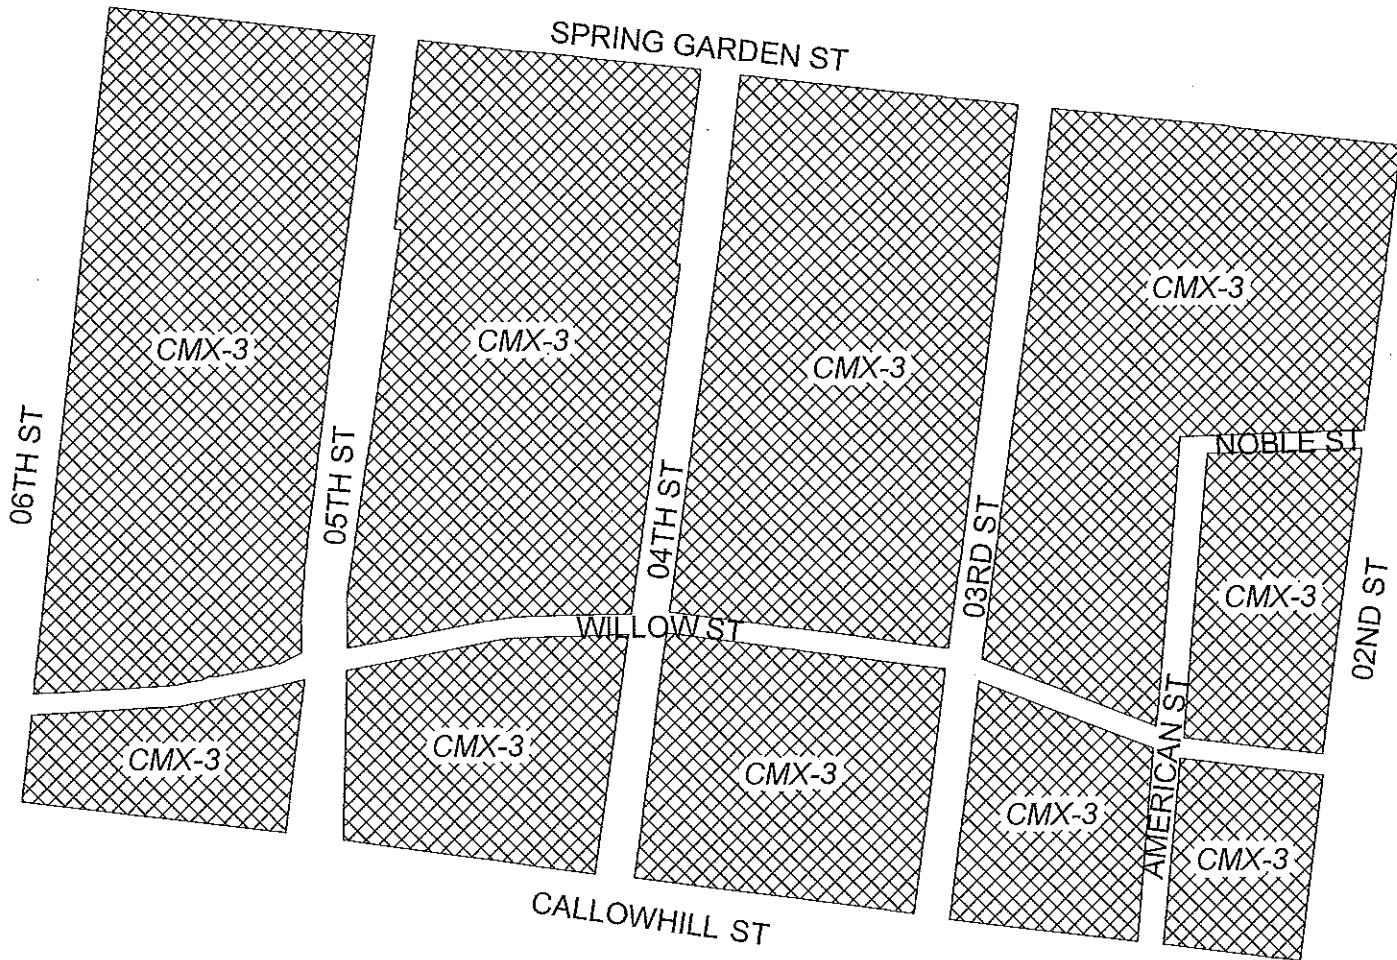 SPRING GARDEN ST
CMX-3
CMX-3
CMX-3
CMX-3
06TH ST
05TH ST
04TH ST
03RD ST
NOBLE ST
CMX-3
02ND ST
WILLOW ST
AMERICAN ST
CMX-3
CMX-3
CMX-3
CMX-3
CMX-3
CALLOWHILL ST